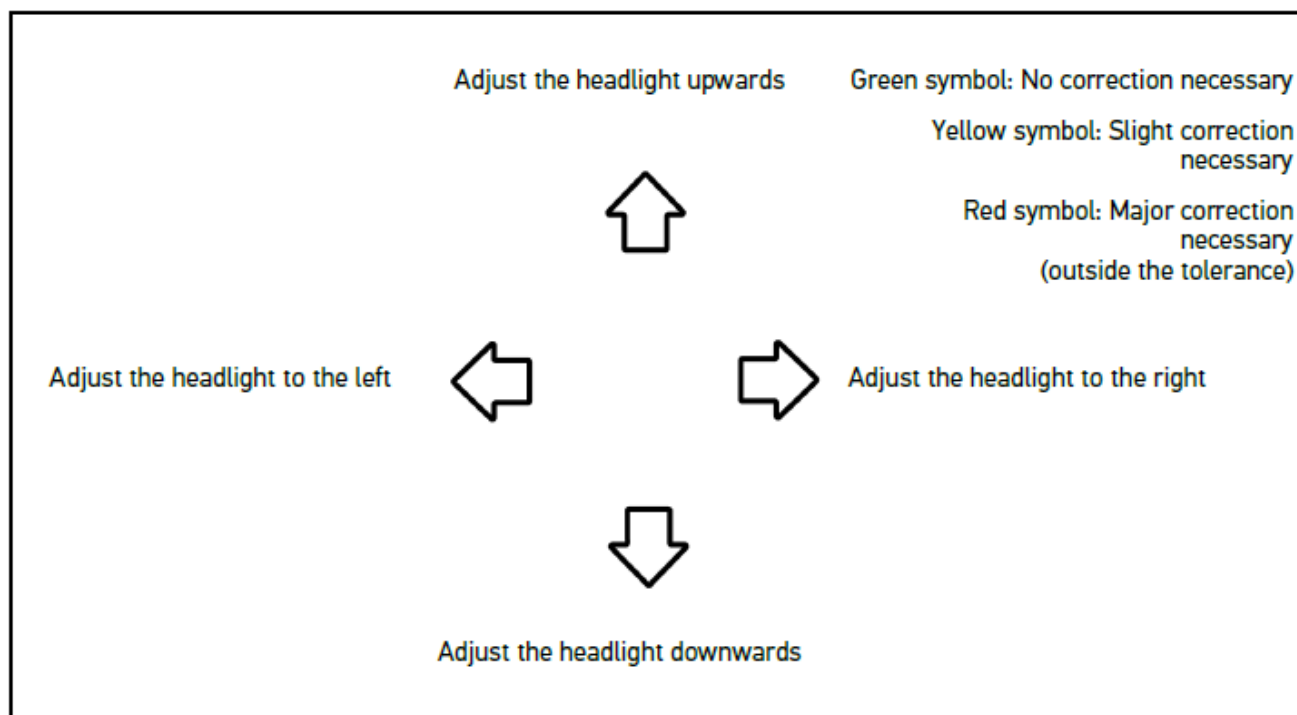 Adjust the headlight upwards
Green symbol: No correction necessary
Yellow symbol: Slight correction
necessary
Red symbol: Major correction
necessary
(outside the tolerance)
Adjust the headlight to the left
Adjust the headlight to the right
Adjust the headlight downwards